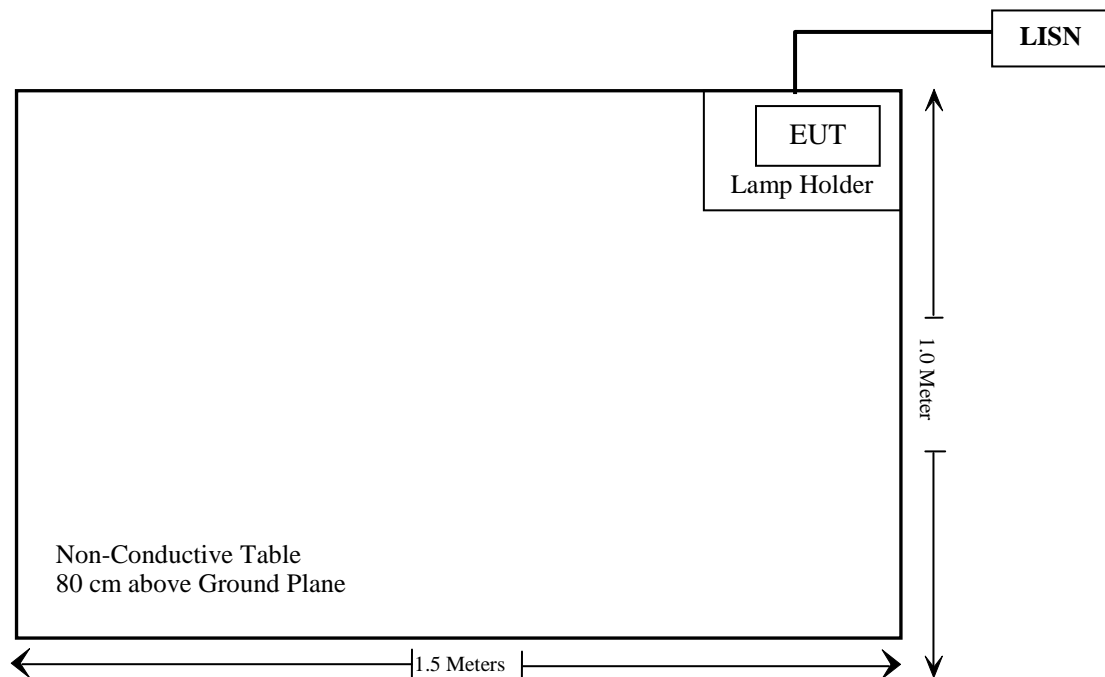 LISN
EUT
Lamp Holder
1.0 Meter
Non-Conductive Table
80 cm above Ground Plane
1.5 Meters